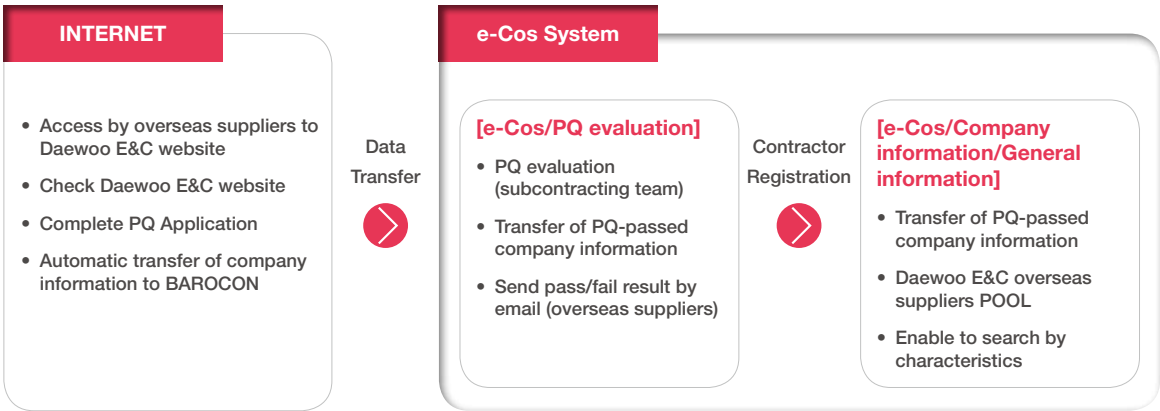 INTERNET
• Access by overseas suppliers to
Daewoo E&C website
• Check Daewoo E&C website
• Complete PQ Application
• Automatic transfer of company
information to BAROCON
Data
Transfer
e-Cos System
[e-Cos/PQ evaluation]
• PQ evaluation
(subcontracting team)
• Transfer of PQ-passed
company information
• Send pass/fail result by
email (overseas suppliers)
Contractor
Registration
[e-Cos/Company
information/General
information]
• Transfer of PQ-passed
company information
• Daewoo E&C overseas
suppliers POOL
• Enable to search by
characteristics